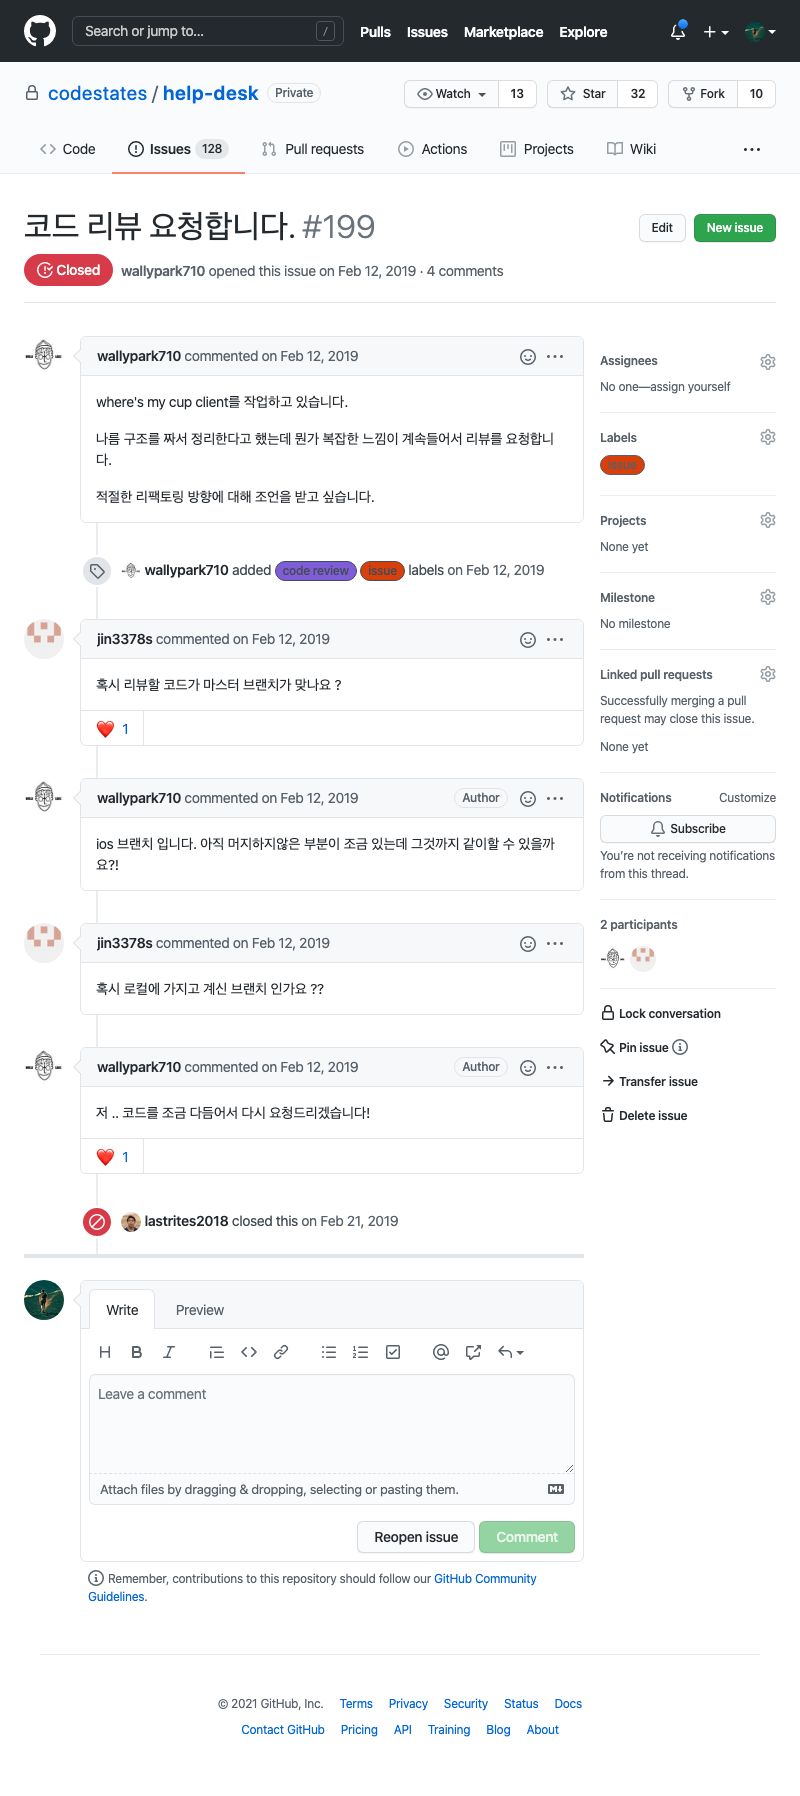 Search or jump to... /
Pulls Issues Marketplace Explore
codestates / help-desk Private
Watch 13 Star 32 Fork 10
Code Issues 128 Pull requests Actions Projects Wiki
코드 리뷰 요청합니다. #199
Edit New issue
Closed wallypark710 opened this issue on Feb 12, 2019 · 4 comments
wallypark710 commented on Feb 12, 2019
where's my cup client를 작업하고 있습니다.
나름 구조를 짜서 정리한다고 했는데 뭔가 복잡한 느낌이 계속들어서 리뷰를 요청합니
다.
적절한 리팩토링 방향에 대해 조언을 받고 싶습니다.
wallypark710 added code review issue labels on Feb 12, 2019
jin3378s commented on Feb 12, 2019
혹시 리뷰할 코드가 마스터 브랜치가 맞나요 ?
❤️ 1
wallypark710 commented on Feb 12, 2019 Author
ios 브랜치 입니다. 아직 머지하지않은 부분이 조금 있는데 그것까지 같이할 수 있을까
요?!
jin3378s commented on Feb 12, 2019
혹시 로컬에 가지고 계신 브랜치 인가요 ??
wallypark710 commented on Feb 12, 2019 Author
저 .. 코드를 조금 다듬어서 다시 요청드리겠습니다!
❤️ 1
lastrites2018 closed this on Feb 21, 2019
Write Preview
H B I
Leave a comment
Attach files by dragging & dropping, selecting or pasting them.
Reopen issue Comment
Remember, contributions to this repository should follow our GitHub Community
Guidelines.
Assignees
No one—assign yourself
Labels
issue
Projects
None yet
Milestone
No milestone
Linked pull requests
Successfully merging a pull
request may close this issue.
None yet
Notifications Customize
Subscribe
You're not receiving notifications
from this thread.
2 participants
Lock conversation
Pin issue
Transfer issue
Delete issue
© 2021 GitHub, Inc. Terms Privacy Security Status Docs
Contact GitHub Pricing API Training Blog About